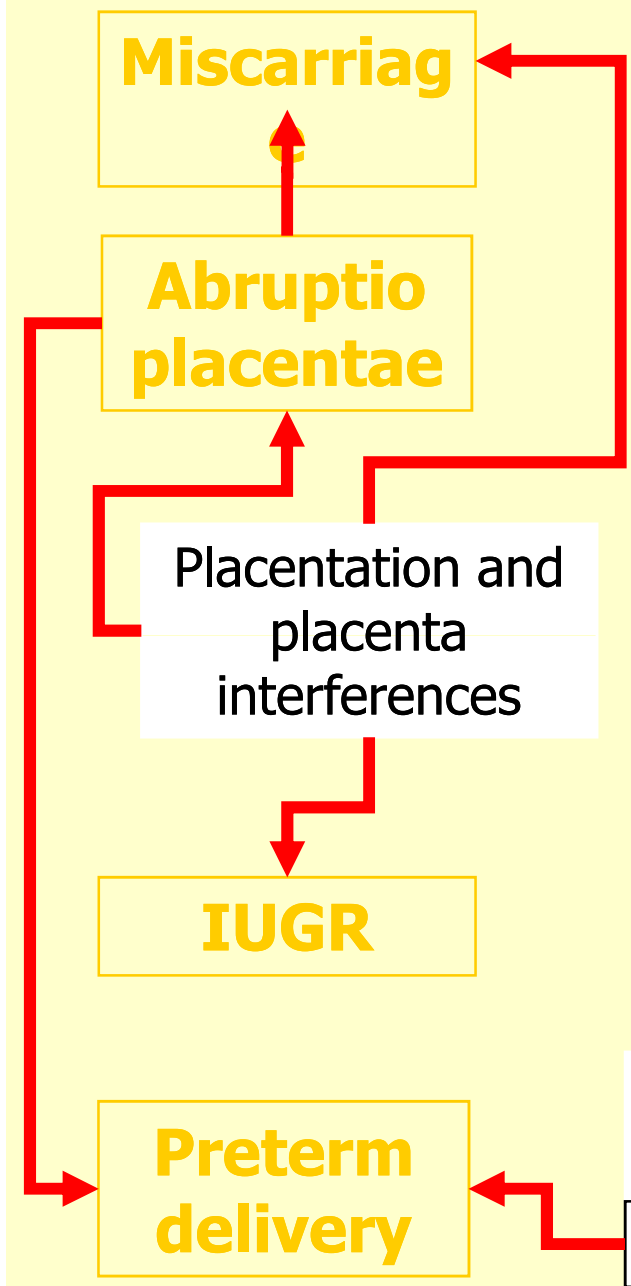 Miscarriag
e
Abruptio
placentae
Placentation and
placenta
interferences
IUGR
Preterm
delivery